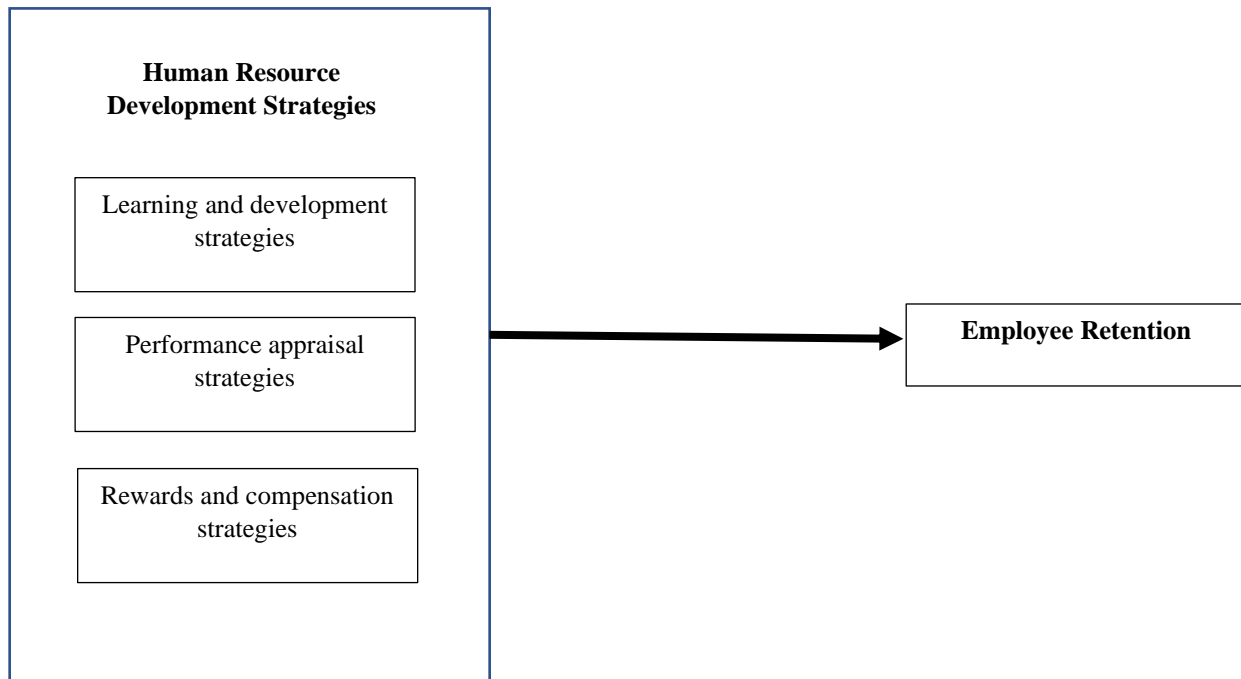 Human Resource
Development Strategies
Learning and development
strategies
Performance appraisal
strategies
Rewards and compensation
strategies
Employee Retention